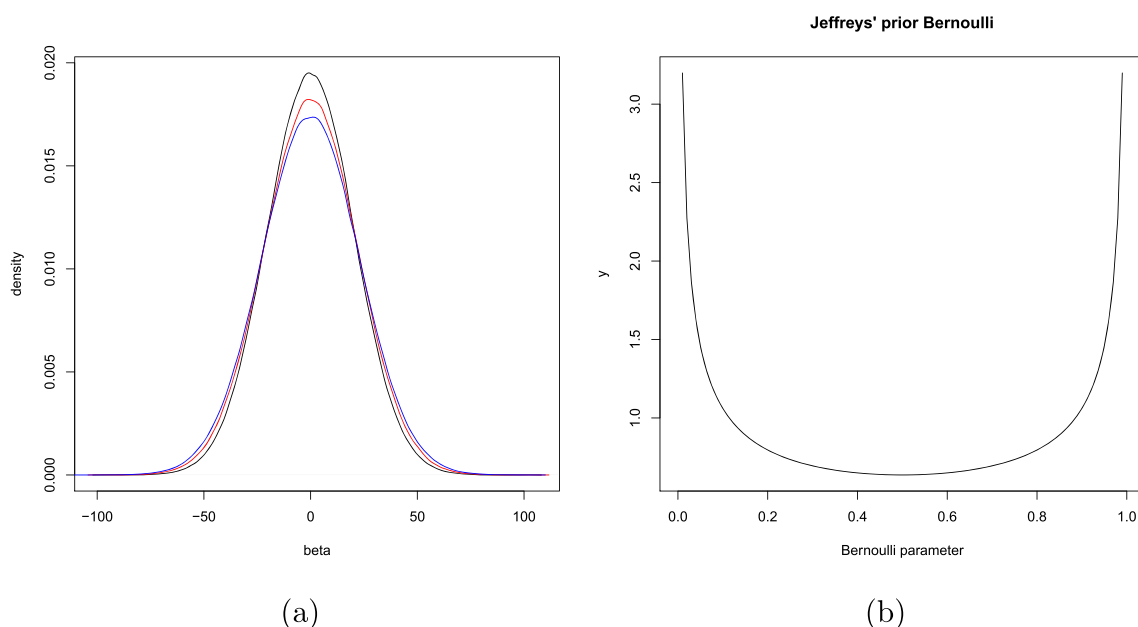 0.020
0.015
0.010
0.005
0.000
density
−100 −50 0 50 100
beta
(a)
Jeffreys' prior Bernoulli
3.0
2.5
2.0
1.5
1.0
y
0.0 0.2 0.4 0.6 0.8 1.0
Bernoulli parameter
(b)